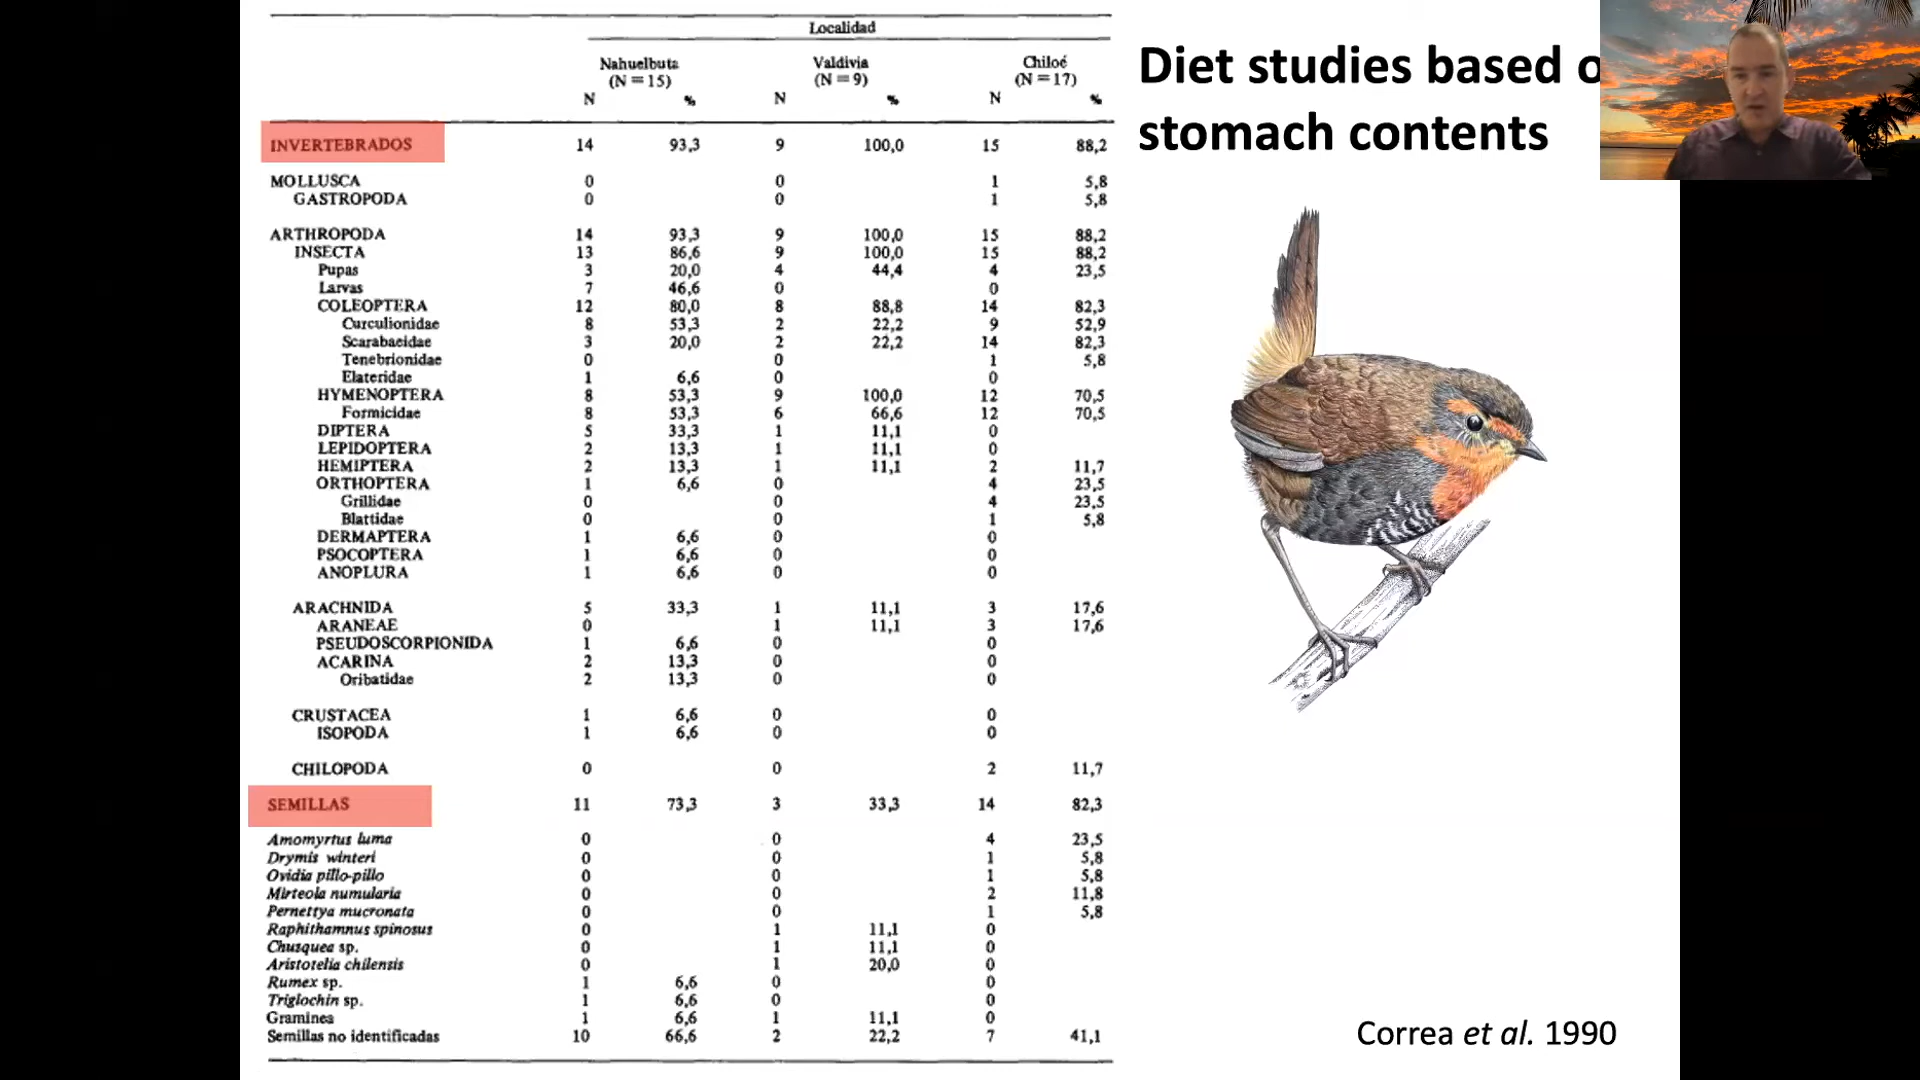 Localidad
Nahuelbuta Valdivia Chiloé
(N = 15) (N = 9) (N = 17)
N % N % N %
INVERTEBRADOS 14 93,3 9 100,0 15 88,2
MOLLUSCA 0 0 1 5,8
GASTROPODA 0 0 1 5,8
ARTHROPODA 14 93,3 9 100,0 15 88,2
INSECTA 13 86,6 9 100,0 15 88,2
Pupas 3 20,0 4 44,4 4 23,5
Larvas 7 46,6 0 0
COLEOPTERA 12 80,0 8 88,8 14 82,3
Curculionidae 8 53,3 2 22,2 9 52,9
Scarabaeidae 3 20,0 2 22,2 14 82,3
Tenebrionidae 0 0 1 5,8
Elateridae 1 6,6 0 0
HYMENOPTERA 8 53,3 9 100,0 12 70,5
Formicidae 8 53,3 6 66,6 12 70,5
DIPTERA 5 33,3 1 11,1 0
LEPIDOPTERA 2 13,3 1 11,1 0
HEMIPTERA 2 13,3 1 11,1 2 11,7
ORTHOPTERA 1 6,6 0 4 23,5
Grillidae 0 0 4 23,5
Blattidae 0 0 1 5,8
DERMAPTERA 1 6,6 0 0
PSOCOPTERA 1 6,6 0 0
ANOPLURA 1 6,6 0 0
ARACHNIDA 5 33,3 1 11,1 3 17,6
ARANEAE 0 1 11,1 3 17,6
PSEUDOSCORPIONIDA 1 6,6 0 0
ACARINA 2 13,3 0 0
Oribatidae 2 13,3 0 0
CRUSTACEA 1 6,6 0 0
ISOPODA 1 6,6 0 0
CHILOPODA 0 0 2 11,7
SEMILLAS 11 73,3 3 33,3 14 82,3
Amomyrtus luma 0 0 4 23,5
Drymis winteri 0 0 1 5,8
Ovidia pillo-pillo 0 0 1 5,8
Mirteola numularia 0 0 2 11,8
Pernettya mucronata 0 0 1 5,8
Raphithamnus spinosus 0 1 11,1 0
Chusquea sp. 0 1 11,1 0
Aristotelia chilensis 0 1 20,0 0
Rumex sp. 1 6,6 0 0
Triglochin sp. 1 6,6 0 0
Graminea 1 6,6 1 11,1 0
Semillas no identificadas 10 66,6 2 22,2 7 41,1
Diet studies based
stomach contents
Correa et al. 1990